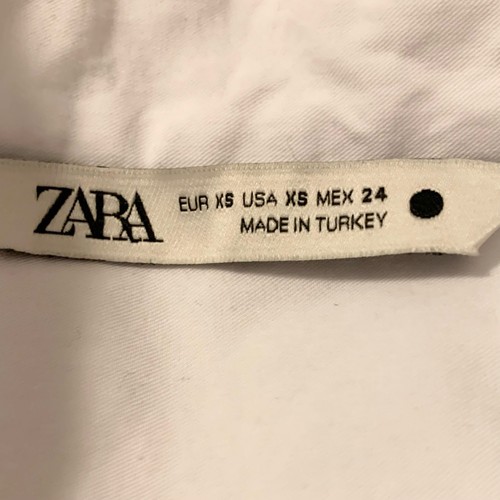 ZARA
EUR XS USA XS MEX 24
MADE IN TURKEY